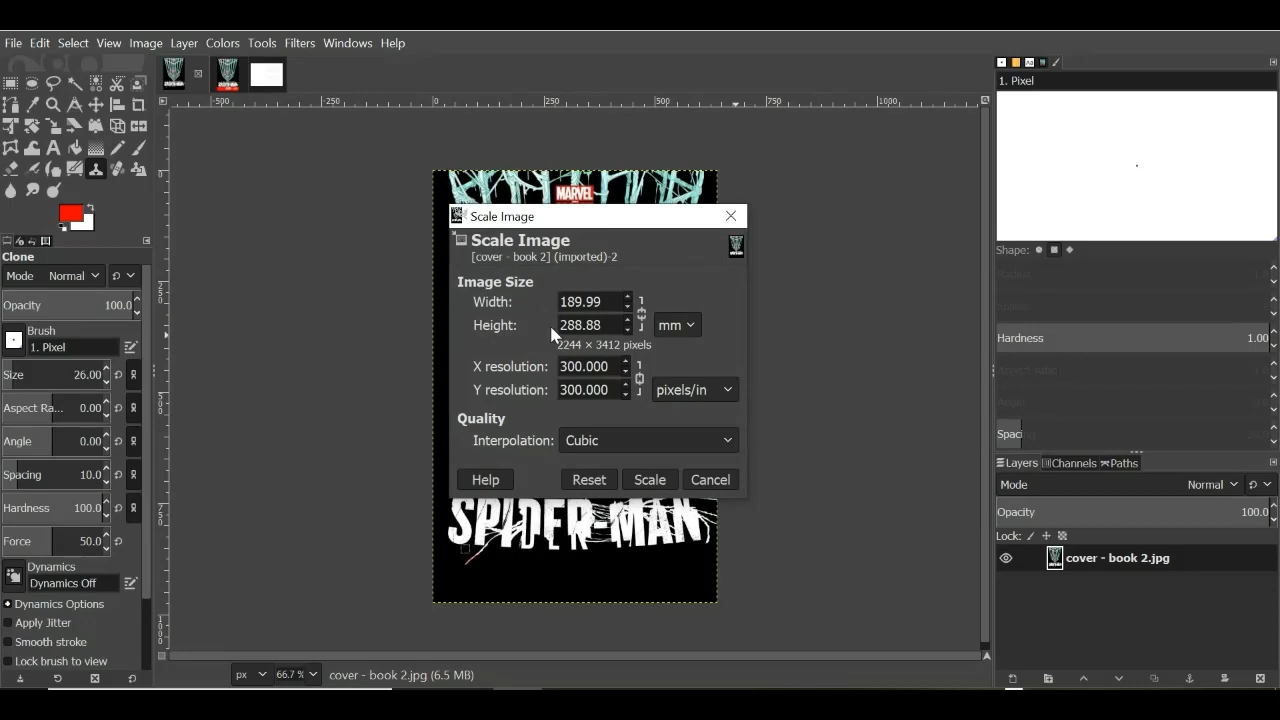 File Edit Select View Image Layer Colors Tools Filters Windows Help
-500 -250 0 250 500 750 1000
1. Pixel
Clone
Mode Normal
Opacity 100.0
Brush
1. Pixel
Size 26.00
Aspect Ra... 0.00
Angle 0.00
Spacing 10.0
Hardness 100.0
Force 50.0
Dynamics
Dynamics Off
Dynamics Options
Apply Jitter
Smooth stroke
Lock brush to view
MARVEL
Scale Image
Scale Image
[cover - book 2] (imported)-2
Image Size
Width: 189.99
Height: 288.88 mm
2244 × 3412 pixels
X resolution: 300.000
Y resolution: 300.000 pixels/in
Quality
Interpolation: Cubic
Help Reset Scale Cancel
SPIDER-MAN
px 66.7 % cover - book 2.jpg (6.5 MB)
Shape:
Hardness 1.00
Spaci
Layers Channels Paths
Mode Normal
Opacity 100.0
Lock:
cover - book 2.jpg